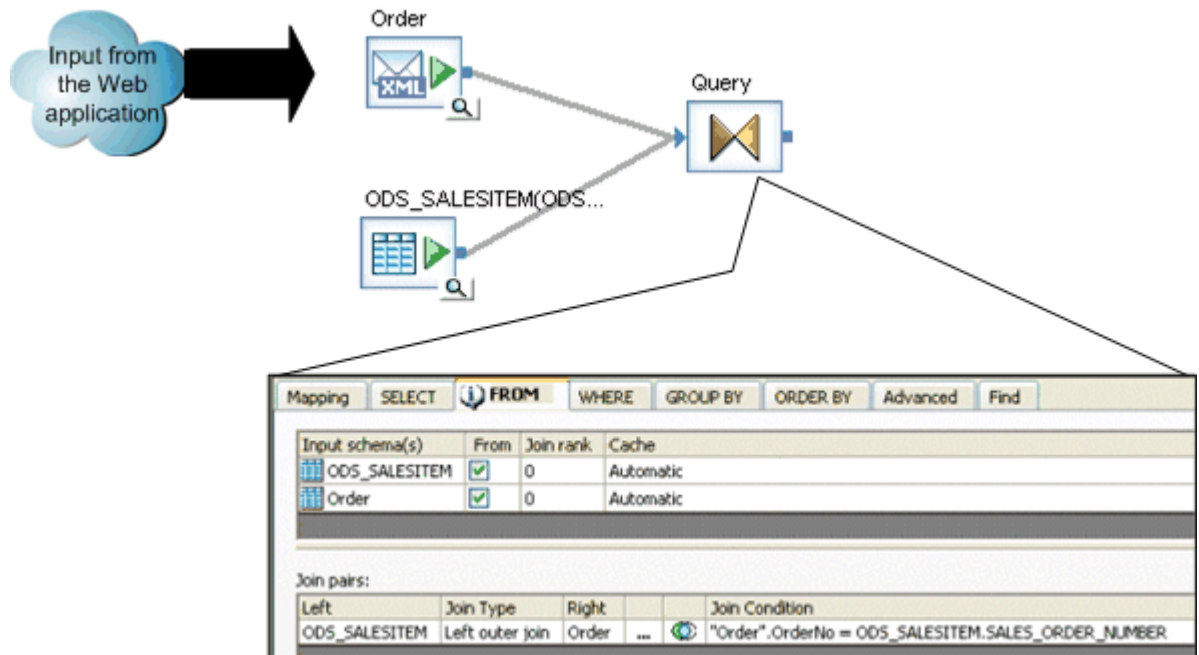 Order
Input from
the Web
application
XML
Query
ODS_SALESITEM(ODS...
Mapping SELECT FROM WHERE GROUP BY ORDER BY Advanced Find
Input schema(s) From Join rank Cache
ODS_SALESITEM 0 Automatic
Order 0 Automatic
Join pairs:
Left Join Type Right Join Condition
ODS_SALESITEM Left outer join Order ... "Order".OrderNo = ODS_SALESITEM.SALES_ORDER_NUMBER